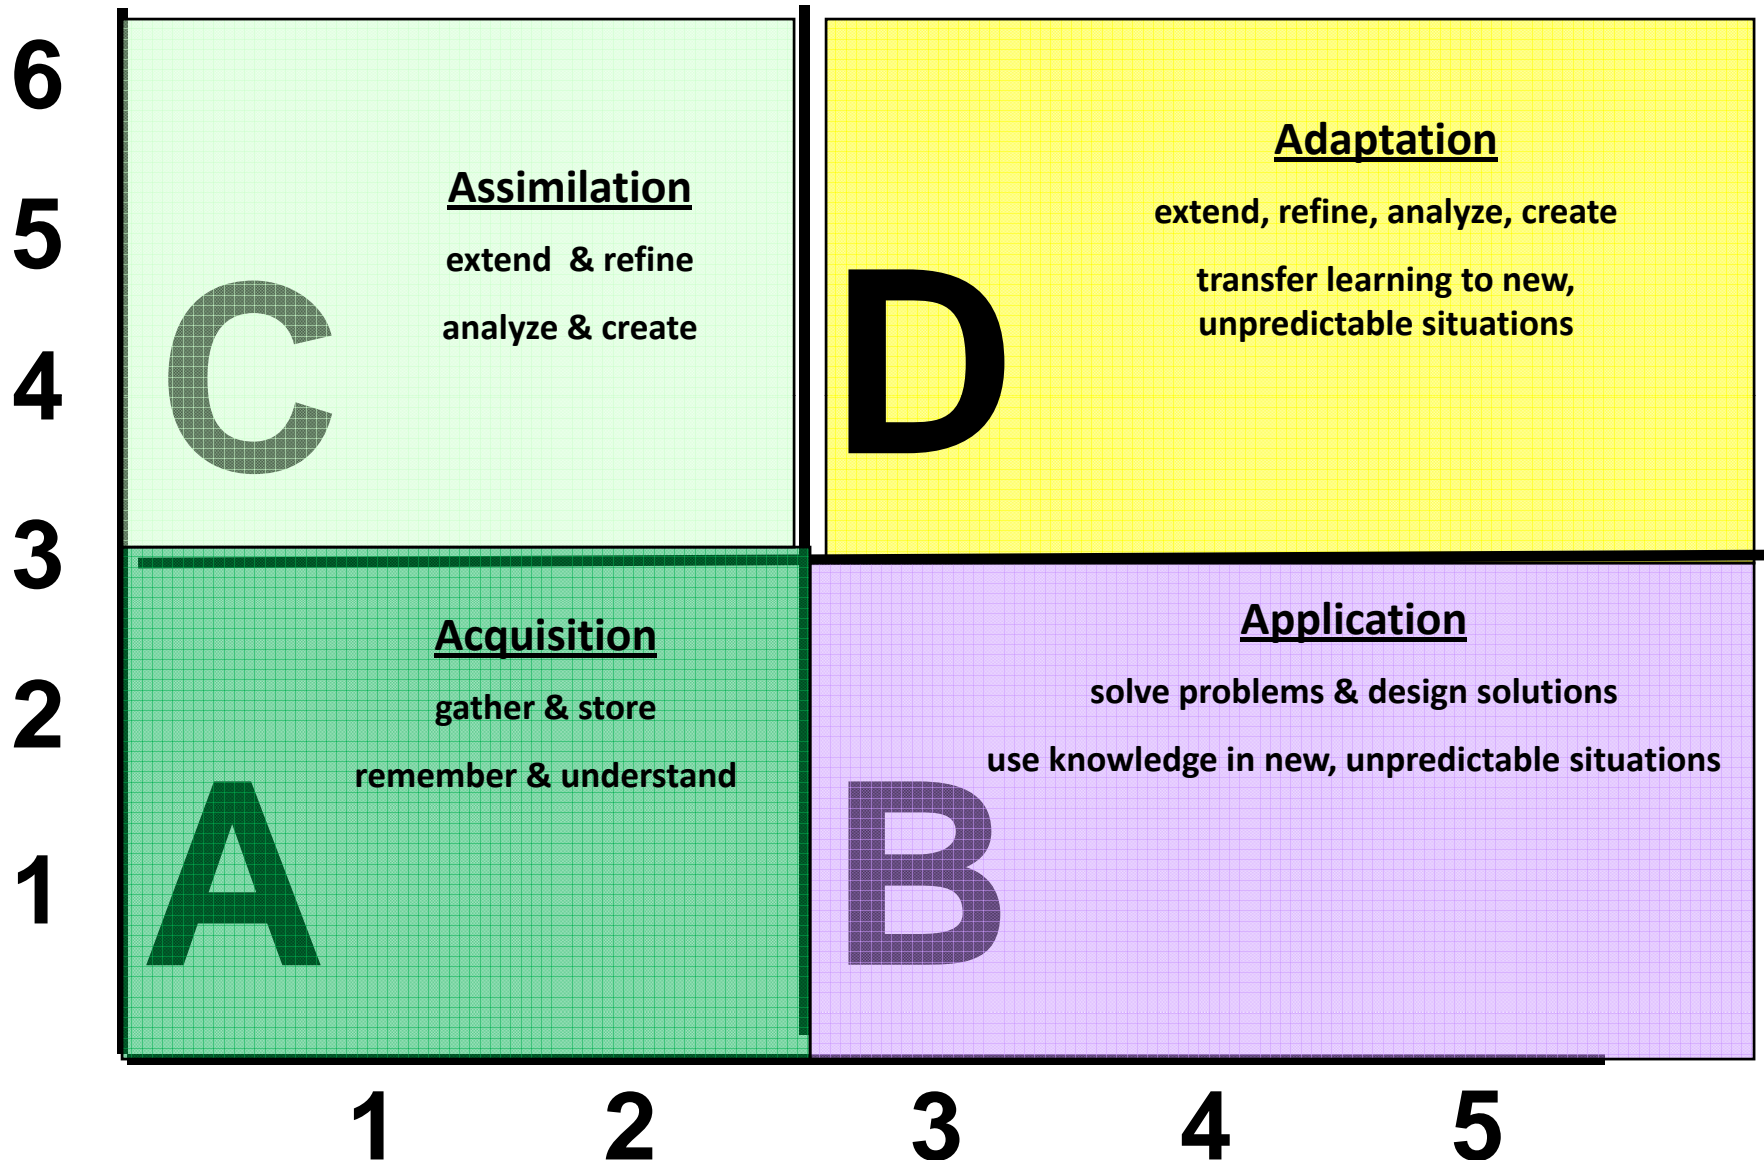 6
5
4
3
2
1
Assimilation
extend & refine
analyze & create
C
Adaptation
extend, refine, analyze, create
transfer learning to new,
unpredictable situations
D
Acquisition
gather & store
remember & understand
A
Application
solve problems & design solutions
use knowledge in new, unpredictable situations
B
1 2 3 4 5